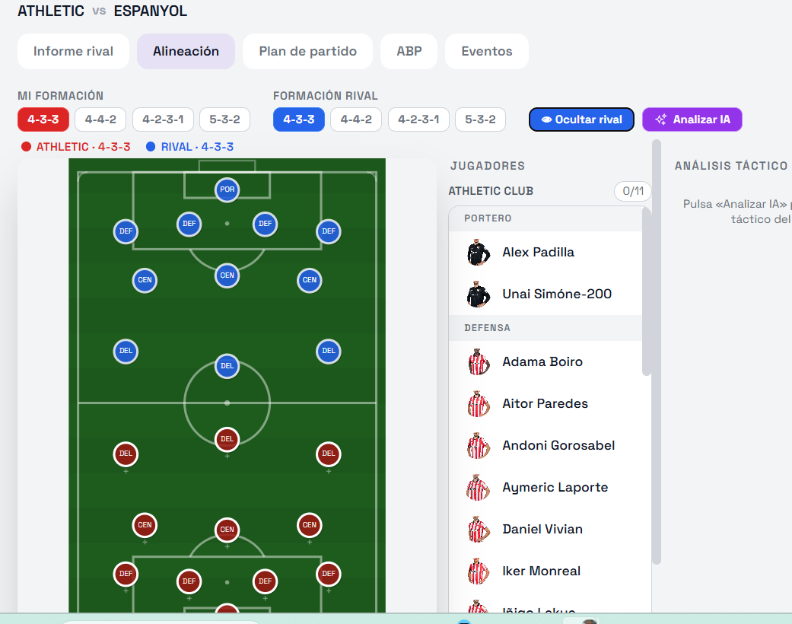 ATHLETIC vs ESPANYOL
Informe rival Alineación Plan de partido ABP Eventos
MI FORMACIÓN FORMACIÓN RIVAL
4-3-3 4-4-2 4-2-3-1 5-3-2 4-3-3 4-4-2 4-2-3-1 5-3-2 Ocultar rival Analizar IA
ATHLETIC · 4-3-3 RIVAL · 4-3-3
POR
DEF DEF DEF DEF
CEN CEN CEN
DEL DEL DEL
DEL DEL DEL
CEN CEN CEN
DEF DEF DEF DEF
JUGADORES
ATHLETIC CLUB 0/11
PORTERO
Alex Padilla
Unai Simóne-200
DEFENSA
Adama Boiro
Aitor Paredes
Andoni Gorosabel
Aymeric Laporte
Daniel Vivian
Iker Monreal
ANÁLISIS TÁCTICO
Pulsa «Analizar IA» p
táctico del